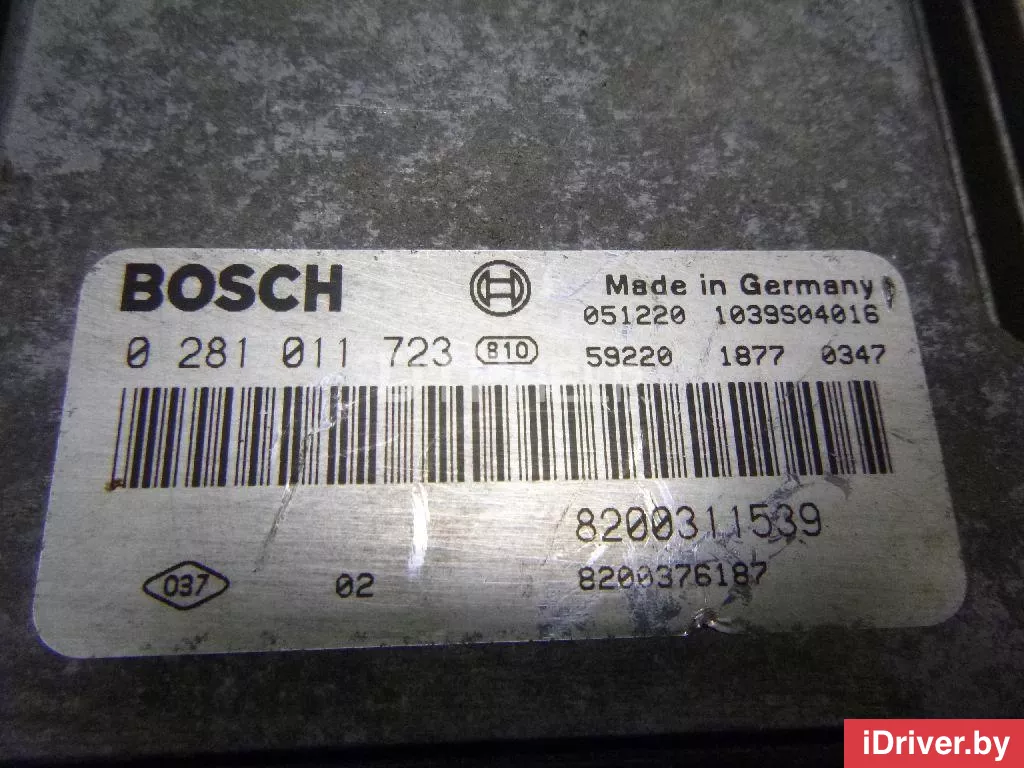 BOSCH
Made in Germany
051220 1039S04016
0 281 011 723 810
59220 1877 0347
8200311539
037 02 8200376187
iDriver.by